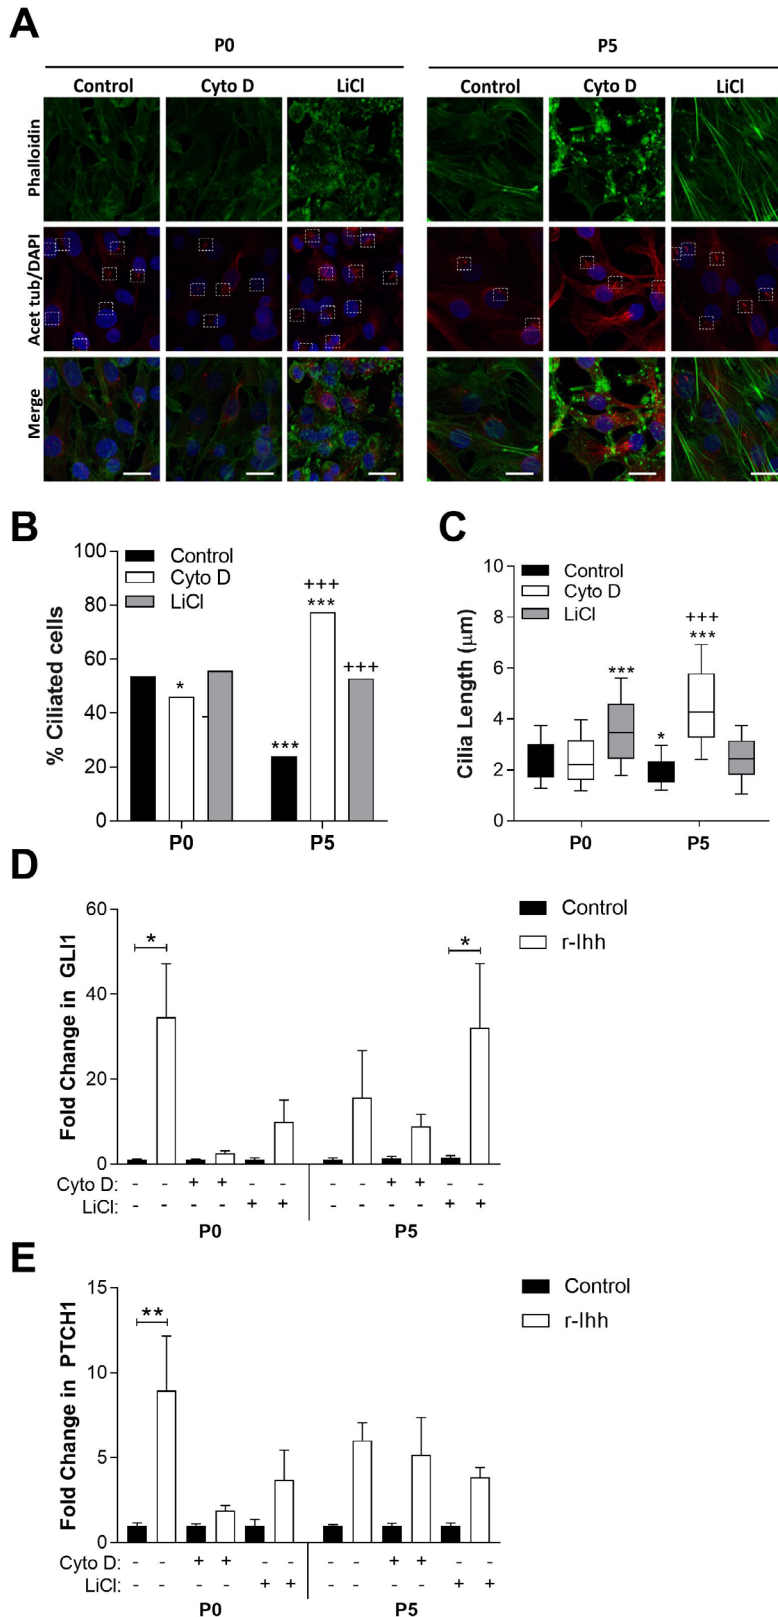 A
P0
P5
Control
Cyto D
LiCl
Control
Cyto D
LiCl
Phalloidin
Acet tub/DAPI
Merge
B
% Ciliated cells
100
80
60
40
20
0
Control
Cyto D
LiCl
*
***
+++
***
+++
P0
P5
C
Cilia Length (μm)
10
8
6
4
2
0
Control
Cyto D
LiCl
***
*
+++
***
P0
P5
D
Fold Change in GLI1
60
40
20
0
*
*
Control
r-Ihh
Cyto D: - - + + - - - - + + - -
LiCl: - - - - + + - - - - + +
P0
P5
E
Fold Change in PTCH1
15
10
5
0
**
Control
r-Ihh
Cyto D: - - + + - - - - + + - -
LiCl: - - - - + + - - - - + +
P0
P5